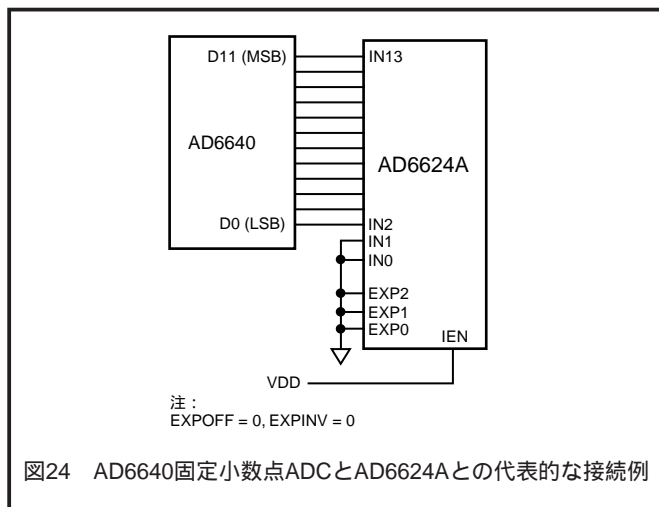 D11 (MSB)
IN13
AD6640
AD6624A
D0 (LSB)
IN2
IN1
IN0
EXP2
EXP1
EXP0
IEN
VDD
注：
EXPOFF = 0, EXPINV = 0
図24　AD6640固定小数点ADCとAD6624Aとの代表的な接続例